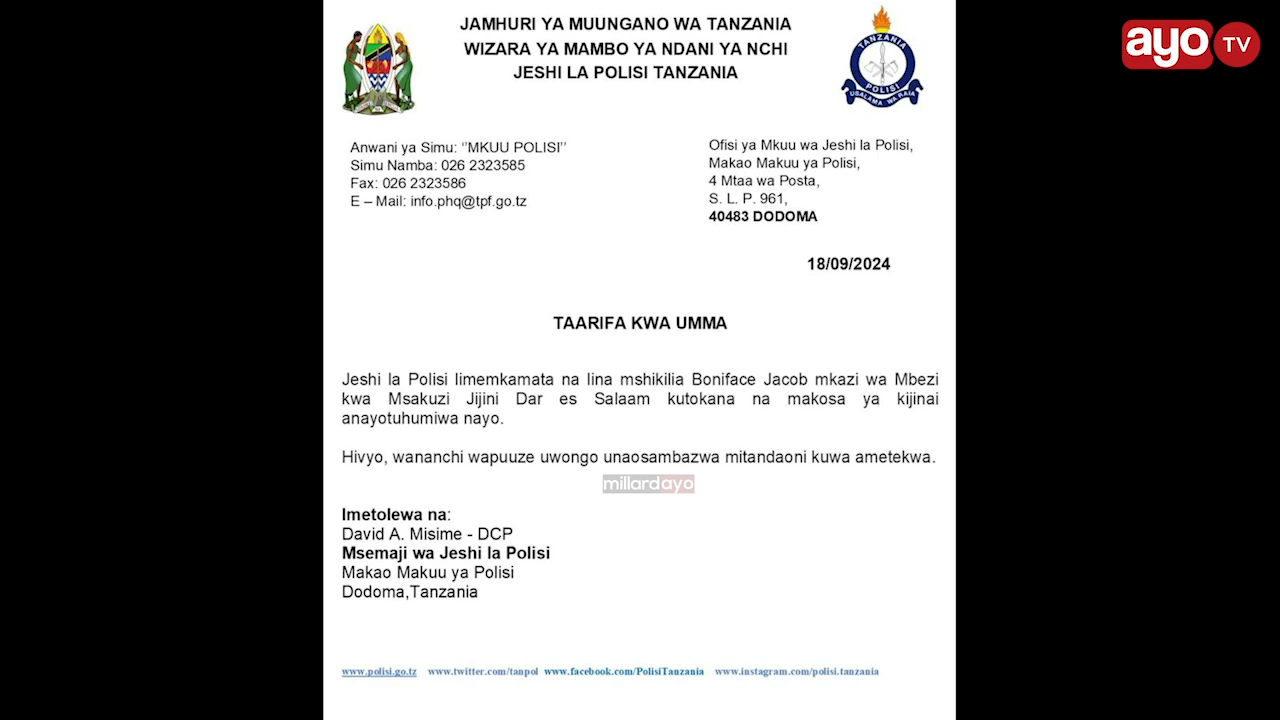 JAMHURI YA MUUNGANO WA TANZANIA
WIZARA YA MAMBO YA NDANI YA NCHI
JESHI LA POLISI TANZANIA
TANZANIA
POLISI
USALAMA WA RAIA
ayo TV
Anwani ya Simu: ‘’MKUU POLISI’’
Simu Namba: 026 2323585
Fax: 026 2323586
E – Mail: info.phq@tpf.go.tz
Ofisi ya Mkuu wa Jeshi la Polisi,
Makao Makuu ya Polisi,
4 Mtaa wa Posta,
S. L. P. 961,
40483 DODOMA
18/09/2024
TAARIFA KWA UMMA
Jeshi la Polisi limemkamata na lina mshikilia Boniface Jacob mkazi wa Mbezi
kwa Msakuzi Jijini Dar es Salaam kutokana na makosa ya kijinai
anayotuhumiwa nayo.
Hivyo, wananchi wapuuze uwongo unaosambazwa mitandaoni kuwa ametekwa.
millardayo
Imetolewa na:
David A. Misime - DCP
Msemaji wa Jeshi la Polisi
Makao Makuu ya Polisi
Dodoma,Tanzania
www.polisi.go.tz www.twitter.com/tanpol www.facebook.com/PolisiTanzania www.instagram.com/polisi.tanzania